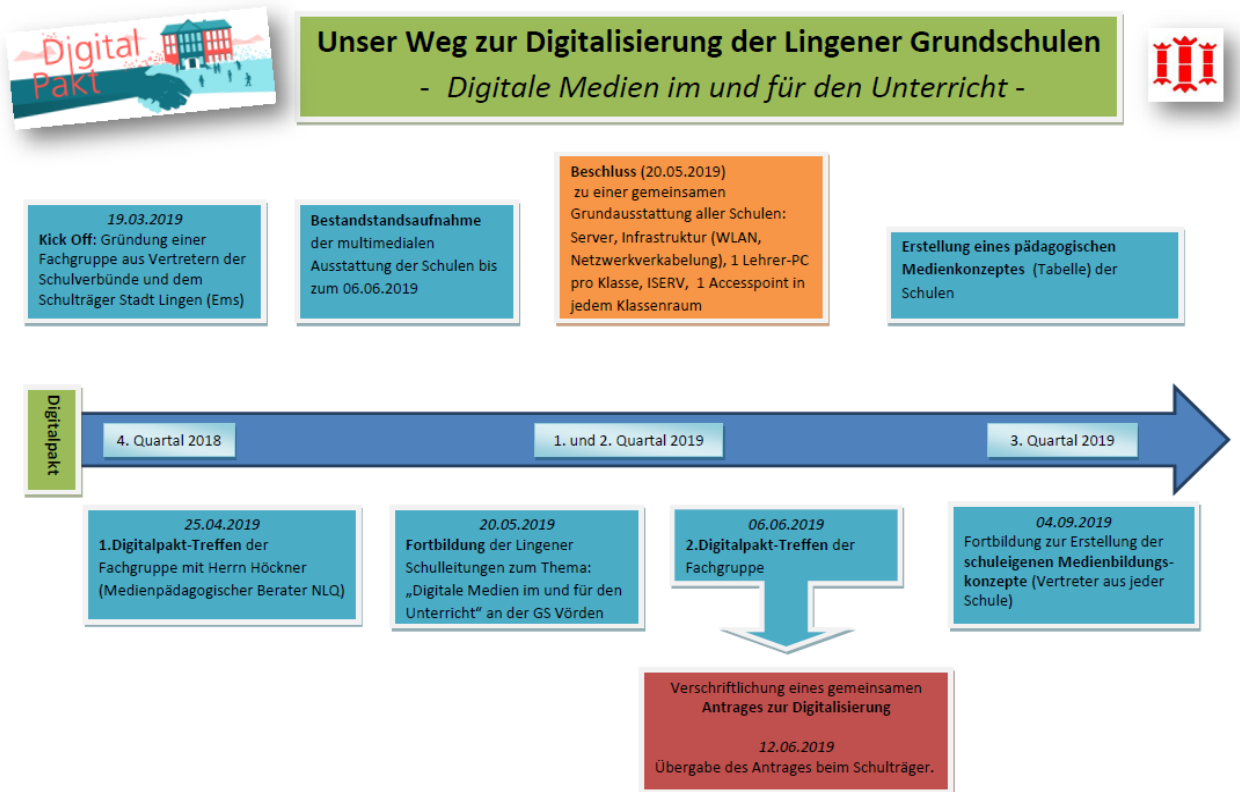 Digital
Pakt
Unser Weg zur Digitalisierung der Lingener Grundschulen
- Digitale Medien im und für den Unterricht -
19.03.2019
Kick Off: Gründung einer
Fachgruppe aus Vertretern der
Schulverbünde und dem
Schulträger Stadt Lingen (Ems)
Bestandstandsaufnahme
der multimedialen
Ausstattung der Schulen bis
zum 06.06.2019
Beschluss (20.05.2019)
zu einer gemeinsamen
Grundausstattung aller Schulen:
Server, Infrastruktur (WLAN,
Netzwerkverkabelung), 1 Lehrer-PC
pro Klasse, ISERV, 1 Accesspoint in
jedem Klassenraum
Erstellung eines pädagogischen
Medienkonzeptes (Tabelle) der
Schulen
Digitalpakt
4. Quartal 2018
1. und 2. Quartal 2019
3. Quartal 2019
25.04.2019
1.Digitalpakt-Treffen der
Fachgruppe mit Herrn Höckner
(Medienpädagogischer Berater NLQ)
20.05.2019
Fortbildung der Lingener
Schulleitungen zum Thema:
„Digitale Medien im und für den
Unterricht“ an der GS Vörden
06.06.2019
2.Digitalpakt-Treffen der
Fachgruppe
04.09.2019
Fortbildung zur Erstellung der
schuleigenen Medienbildungs-
konzepte (Vertreter aus jeder
Schule)
Verschriftlichung eines gemeinsamen
Antrages zur Digitalisierung
12.06.2019
Übergabe des Antrages beim Schulträger.